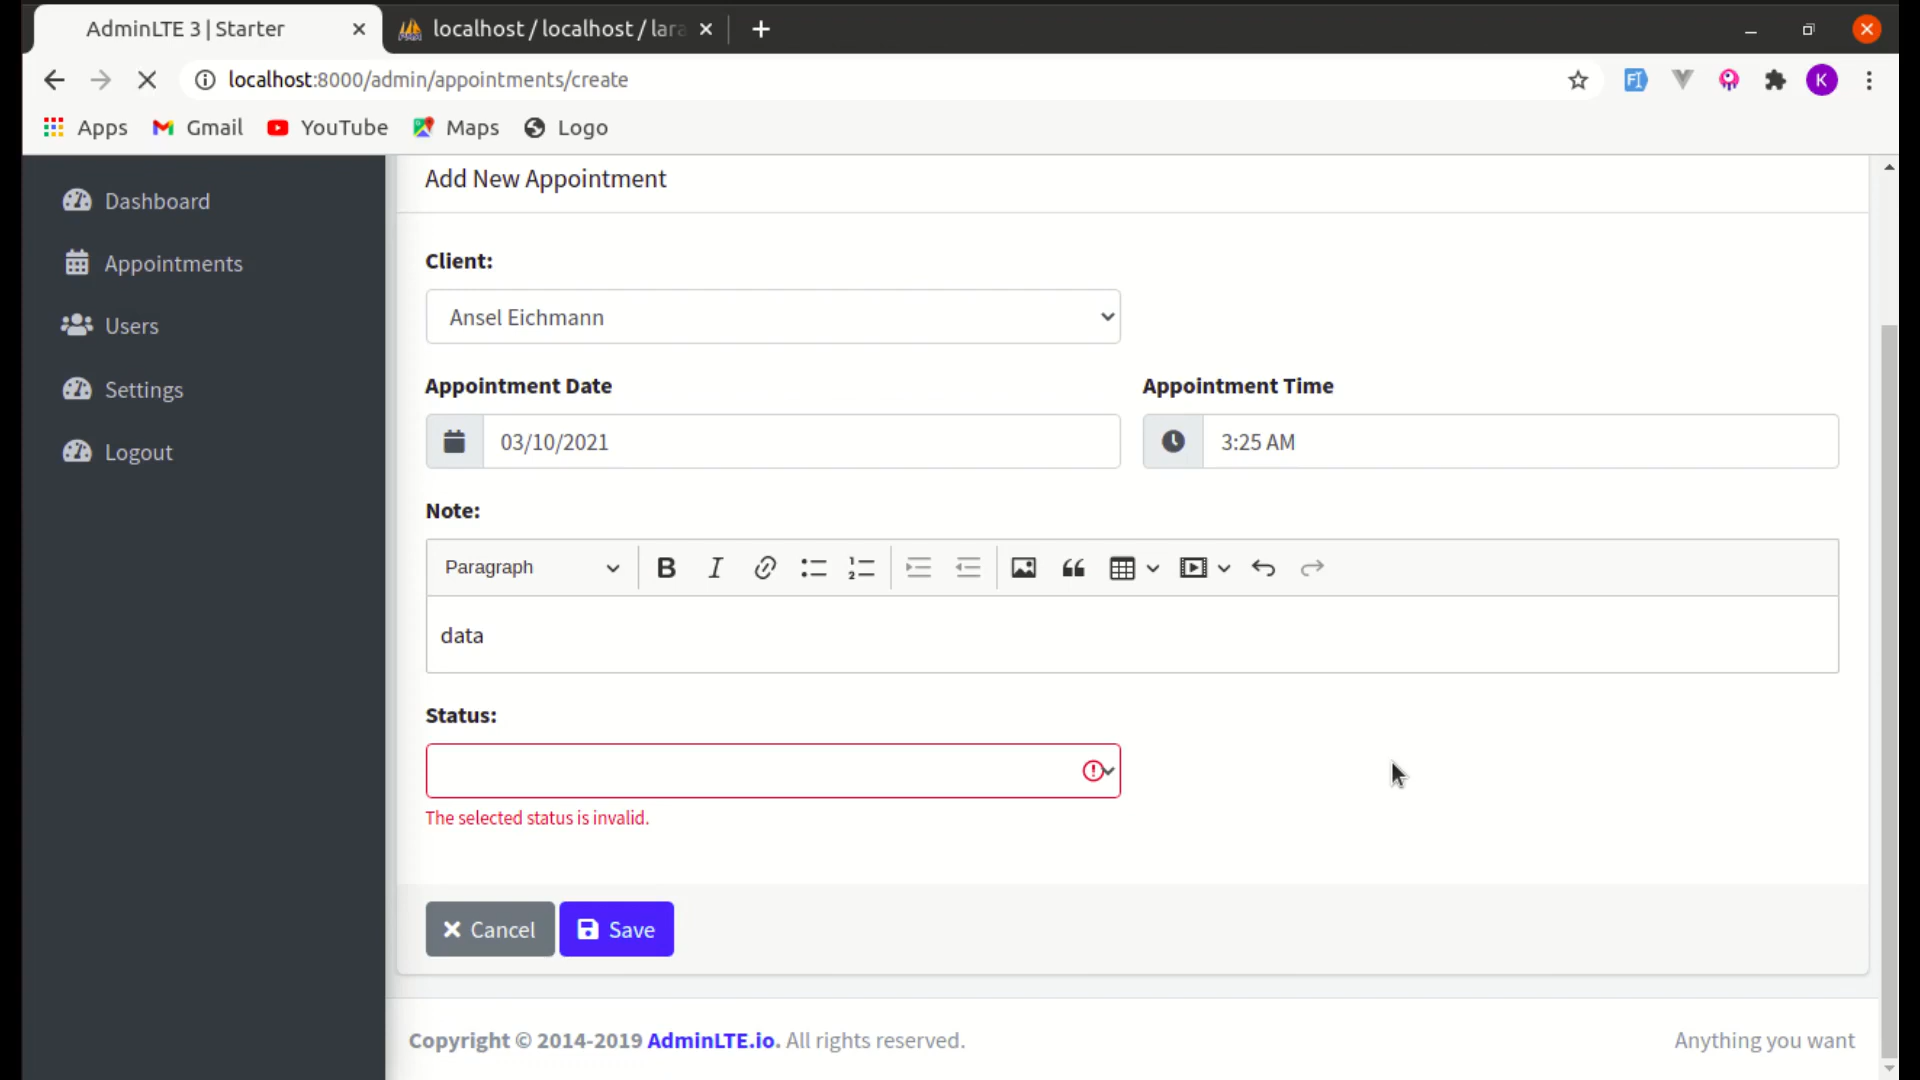 AdminLTE 3 | Starter
localhost / localhost / lara
localhost:8000/admin/appointments/create
FI
K
Apps
Gmail
YouTube
Maps
Logo
Dashboard
Appointments
Users
Settings
Logout
Add New Appointment
Client:
Ansel Eichmann
Appointment Date
Appointment Time
03/10/2021
3:25 AM
Note:
Paragraph
B
I
data
Status:
The selected status is invalid.
Cancel
Save
Copyright © 2014-2019 AdminLTE.io. All rights reserved.
Anything you want